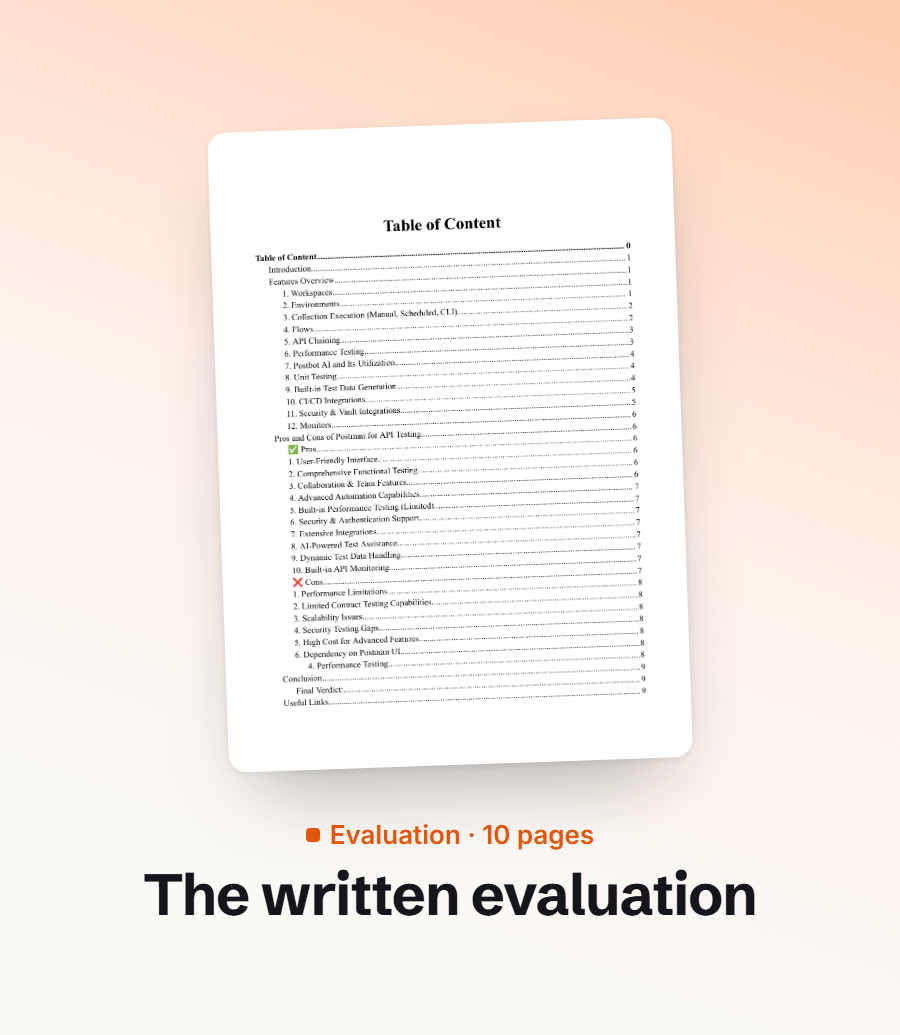 Table of Content
Table of Content 0
Introduction 1
Features Overview 1
1. Workspaces 1
2. Environments 1
3. Collection Execution (Manual, Scheduled, CLI) 2
4. Flows 2
5. API Chaining 3
6. Performance Testing 3
7. Postbot AI and Its Utilization 4
8. Unit Testing 4
9. Built-in Test Data Generation 4
10. CI/CD Integrations 5
11. Security & Vault Integrations 5
12. Monitors 6
Pros and Cons of Postman for API Testing 6
✅ Pros 6
1. User-Friendly Interface 6
2. Comprehensive Functional Testing 6
3. Collaboration & Team Features 6
4. Advanced Automation Capabilities 7
5. Built-in Performance Testing (Limited) 7
6. Security & Authentication Support 7
7. Extensive Integrations 7
8. AI-Powered Test Assistance 7
9. Dynamic Test Data Handling 7
10. Built-in API Monitoring 7
❌ Cons 7
1. Performance Limitations 8
2. Limited Contract Testing Capabilities 8
3. Scalability Issues 8
4. Security Testing Gaps 8
5. High Cost for Advanced Features 8
6. Dependency on Postman UI 8
4. Performance Testing 8
Conclusion 9
Final Verdict: 9
Useful Links 9
Evaluation · 10 pages
The written evaluation